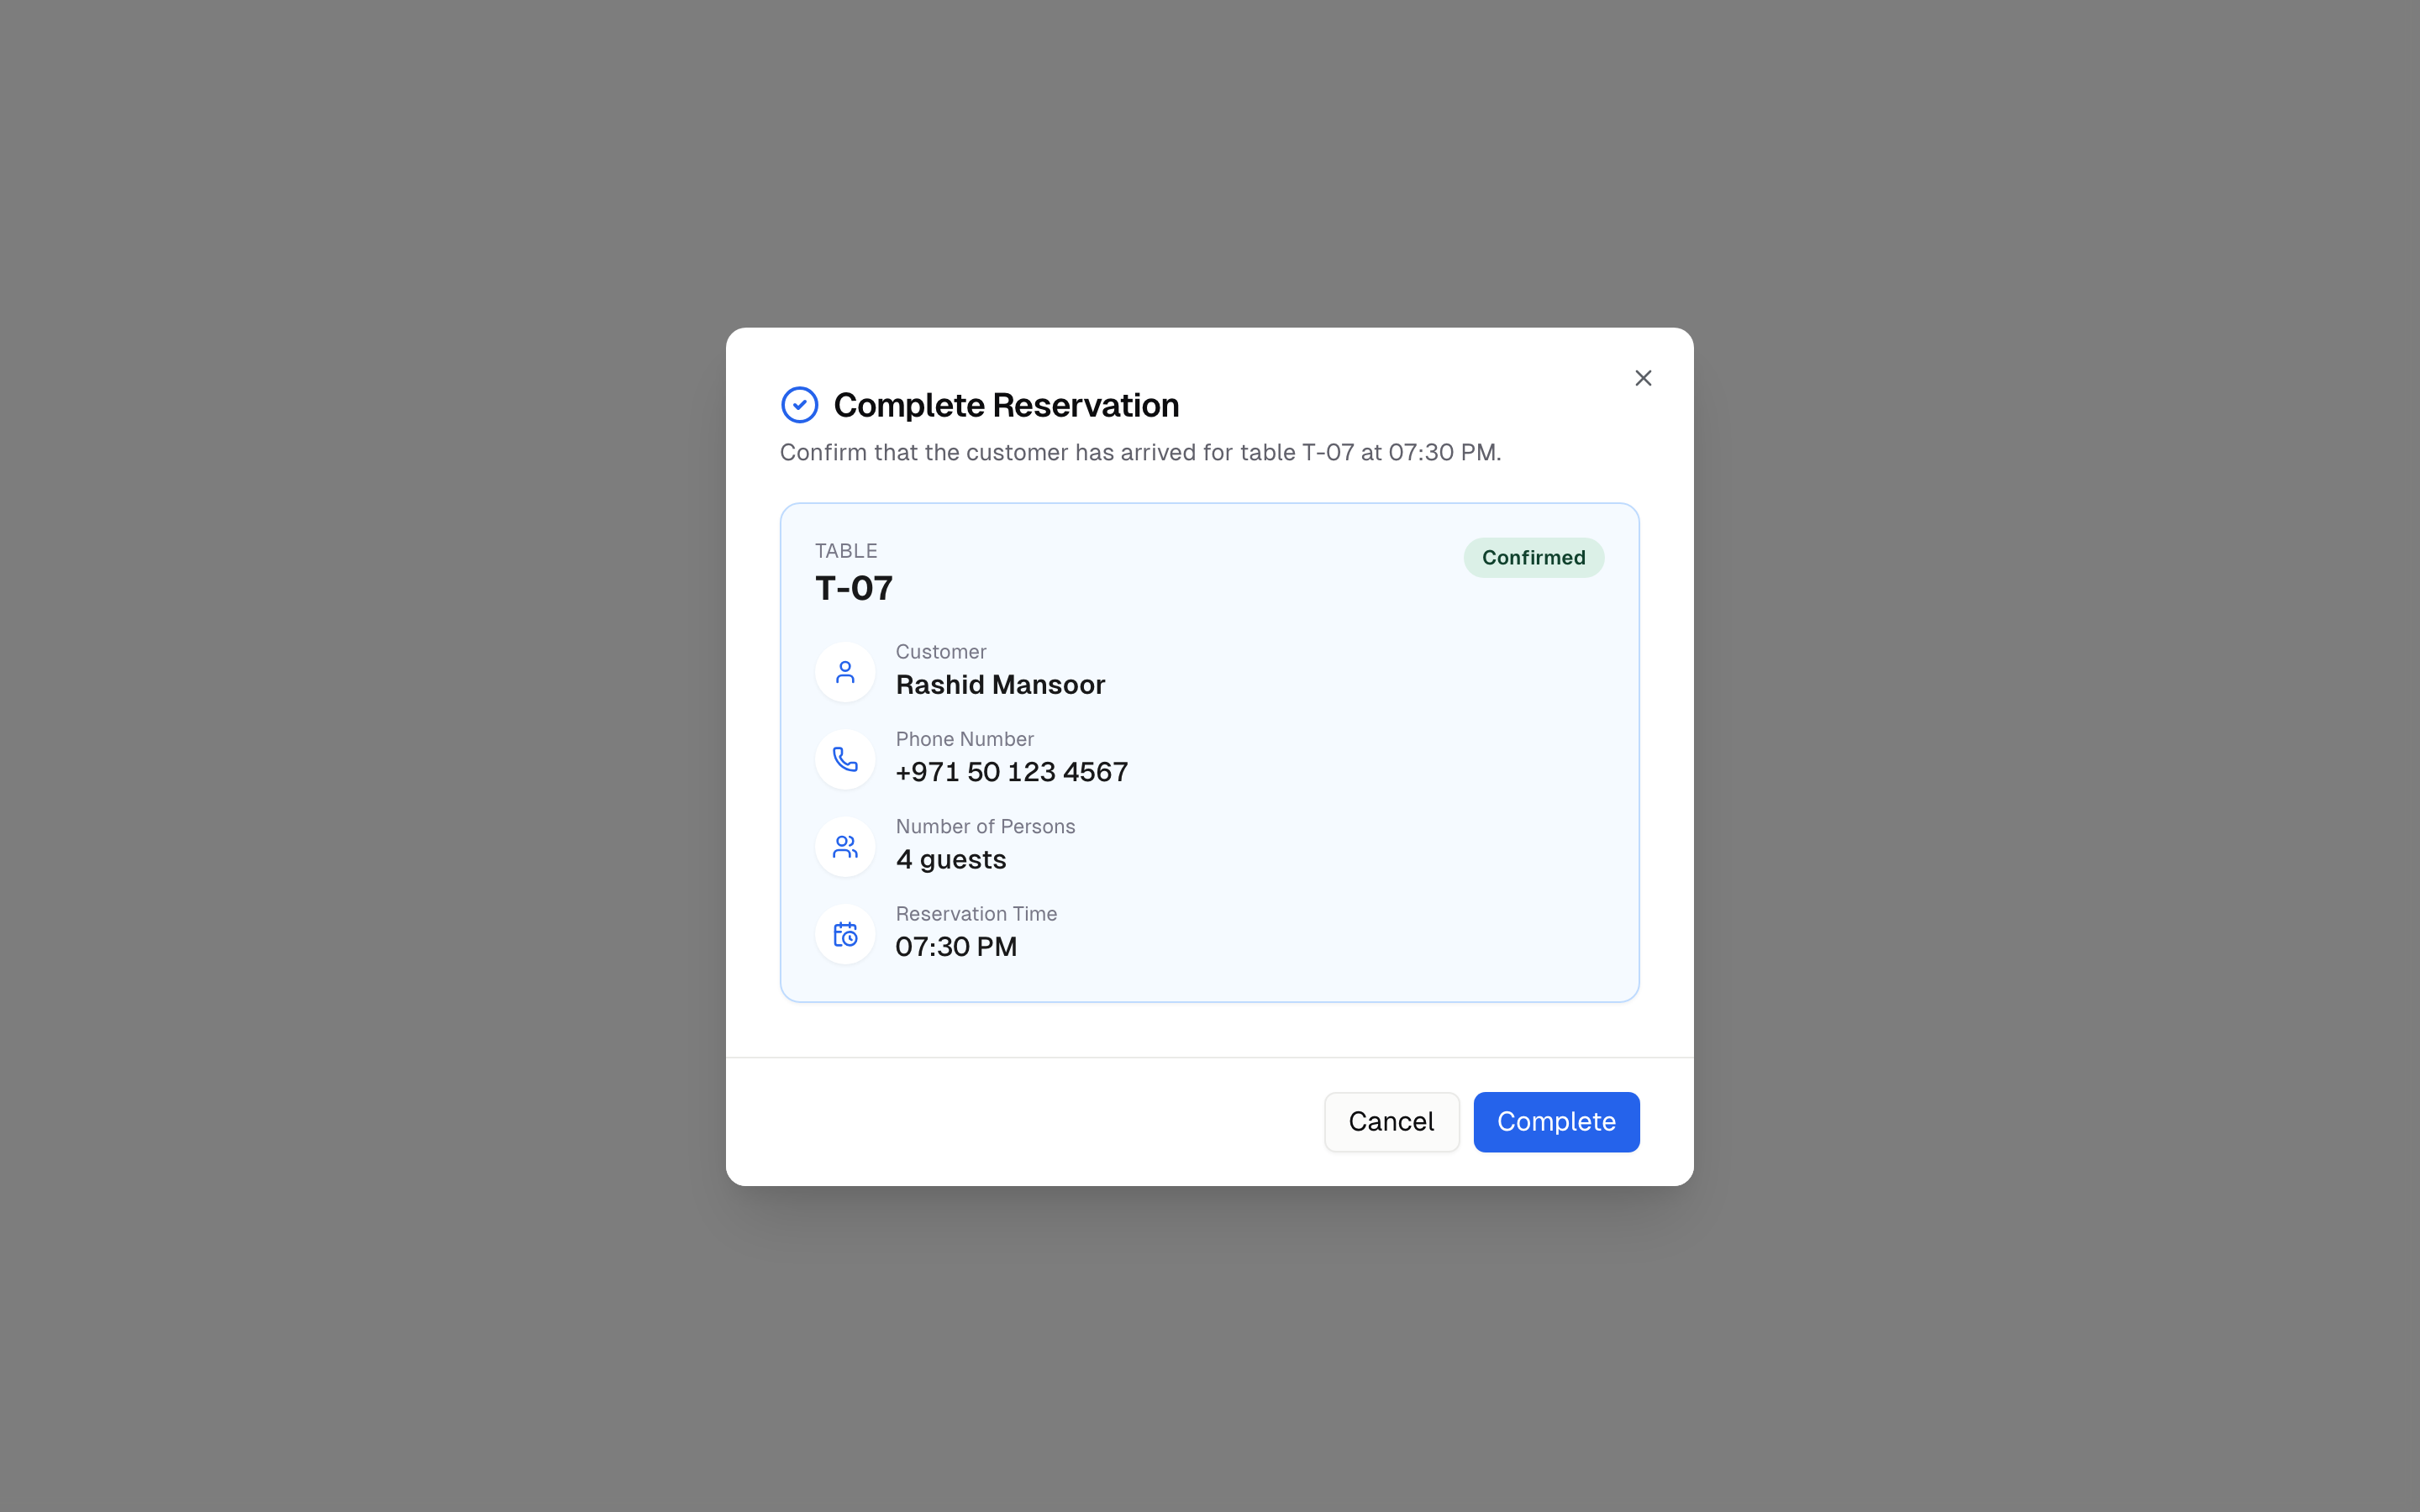 Complete Reservation
Confirm that the customer has arrived for table T-07 at 07:30 PM.
TABLE
T-07
Confirmed
Customer
Rashid Mansoor
Phone Number
+971 50 123 4567
Number of Persons
4 guests
Reservation Time
07:30 PM
Cancel
Complete